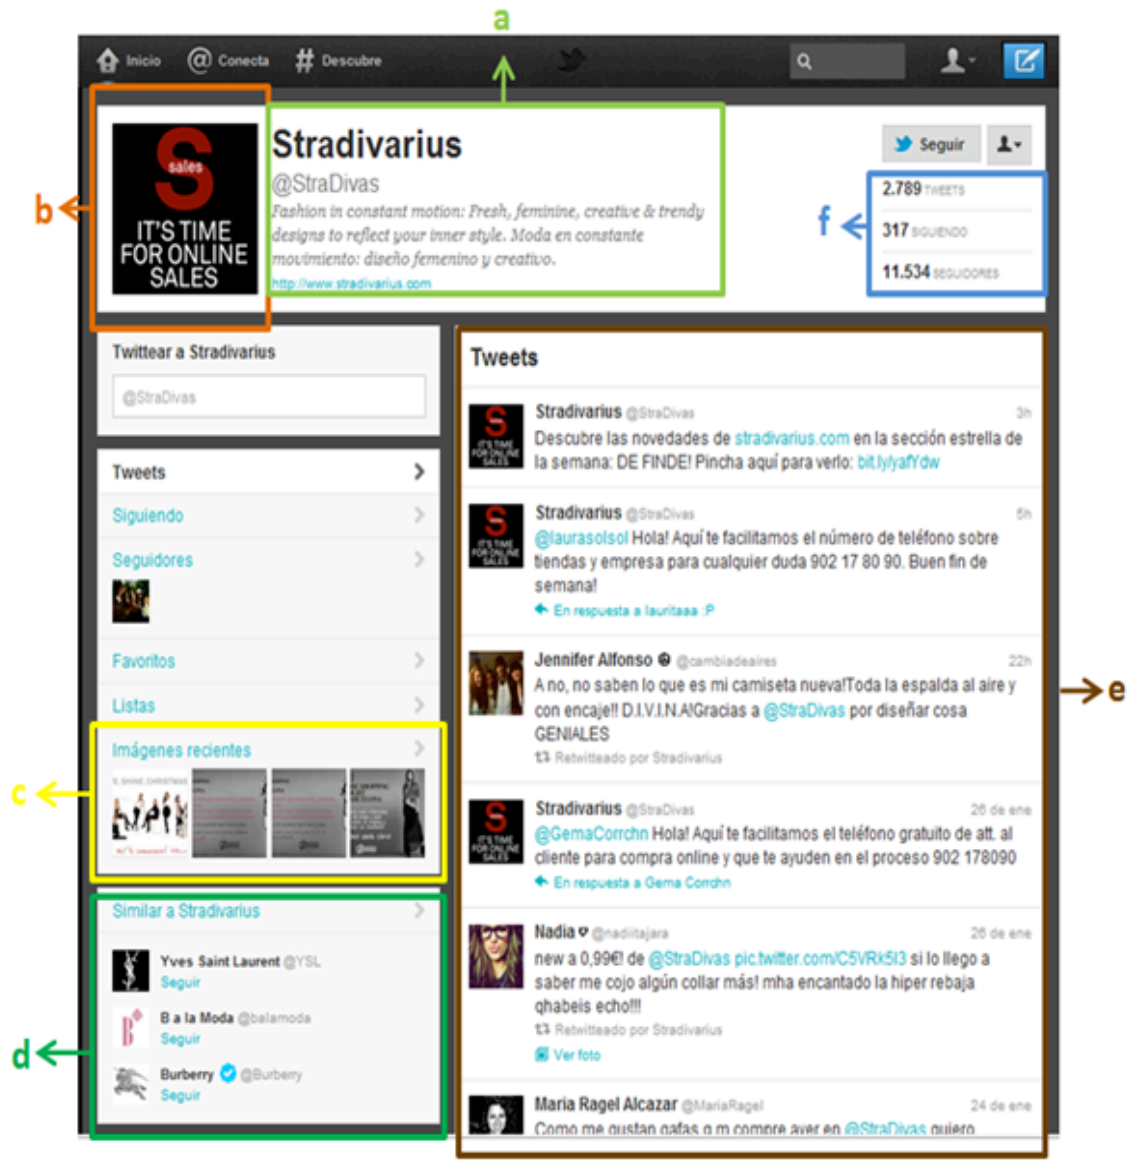 a
Inicio
@ Conecta
# Descubre
b
S
sales
IT'S TIME
FOR ONLINE
SALES
Stradivarius
@StraDivas
Fashion in constant motion: Fresh, feminine, creative & trendy
designs to reflect your inner style. Moda en constante
movimiento: diseño femenino y creativo.
http://www.stradivarius.com
Seguir
f
2.789 TWEETS
317 SIGUIENDO
11.534 SEGUIDORES
Twittear a Stradivarius
@StraDivas
Tweets
Siguiendo
Seguidores
Favoritos
Listas
c
Imágenes recientes
d
Similar a Stradivarius
Yves Saint Laurent @YSL
Seguir
B a la Moda @balamoda
Seguir
Burberry @Burberry
Seguir
e
Tweets
Stradivarius @StraDivas 3h
Descubre las novedades de stradivarius.com en la sección estrella de
la semana: DE FINDE! Pincha aquí para verlo: bit.ly/yafYdw
Stradivarius @StraDivas 5h
@laurasolsol Hola! Aquí te facilitamos el número de teléfono sobre
tiendas y empresa para cualquier duda 902 17 80 90. Buen fin de
semana!
En respuesta a lauritaaa :P
Jennifer Alfonso @cambiadeaires 22h
A no, no saben lo que es mi camiseta nueva!Toda la espalda al aire y
con encaje!! D.I.V.I.N.A!Gracias a @StraDivas por diseñar cosa
GENIALES
Retwitteado por Stradivarius
Stradivarius @StraDivas 26 de ene
@GemaCorrchn Hola! Aquí te facilitamos el teléfono gratuito de att. al
cliente para compra online y que te ayuden en el proceso 902 178090
En respuesta a Gema Corrchn
Nadia @nadiitajara 26 de ene
new a 0,99€! de @StraDivas pic.twitter.com/C5VRk5I3 si lo llego a
saber me cojo algún collar más! mha encantado la hiper rebaja
qhabeis echo!!!
Retwitteado por Stradivarius
Ver foto
Maria Ragel Alcazar @MariaRagel 24 de ene
Como me gustan gafas q m compre ayer en @StraDivas quiero